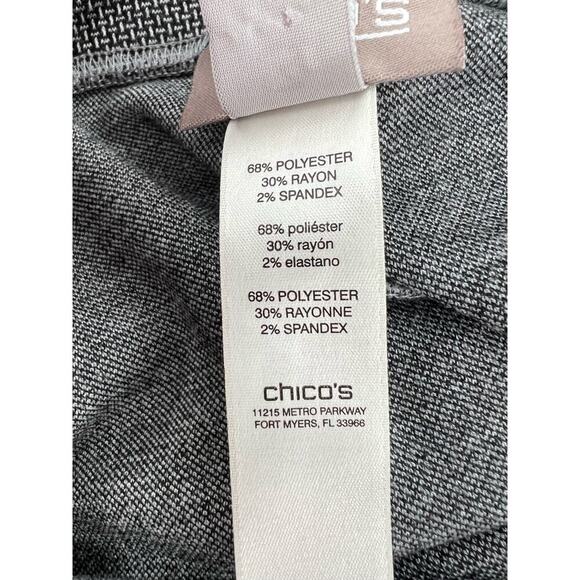 'S
68% POLYESTER
30% RAYON
2% SPANDEX
68% poliéster
30% rayón
2% elastano
68% POLYESTER
30% RAYONNE
2% SPANDEX
chico's
11215 METRO PARKWAY
FORT MYERS, FL 33966